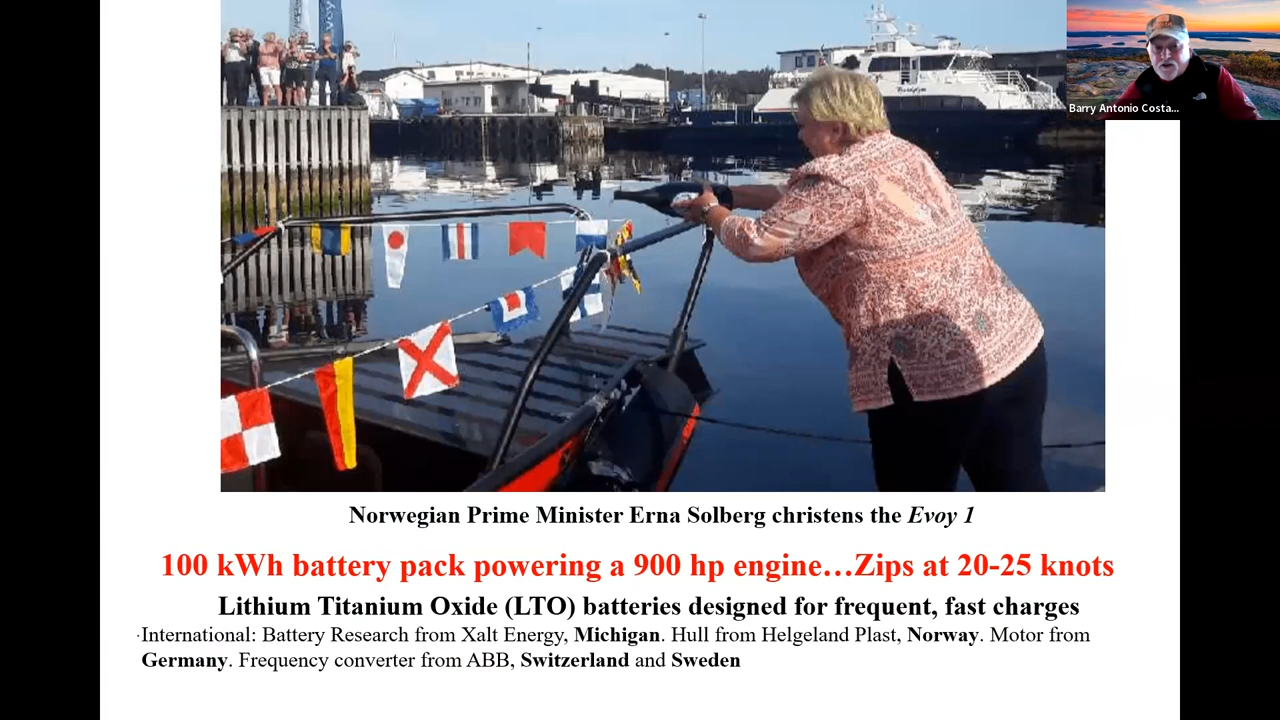 voy
Barry Antonio Costa...
Norwegian Prime Minister Erna Solberg christens the Evoy 1
100 kWh battery pack powering a 900 hp engine…Zips at 20-25 knots
Lithium Titanium Oxide (LTO) batteries designed for frequent, fast charges
·International: Battery Research from Xalt Energy, Michigan. Hull from Helgeland Plast, Norway. Motor from
Germany. Frequency converter from ABB, Switzerland and Sweden